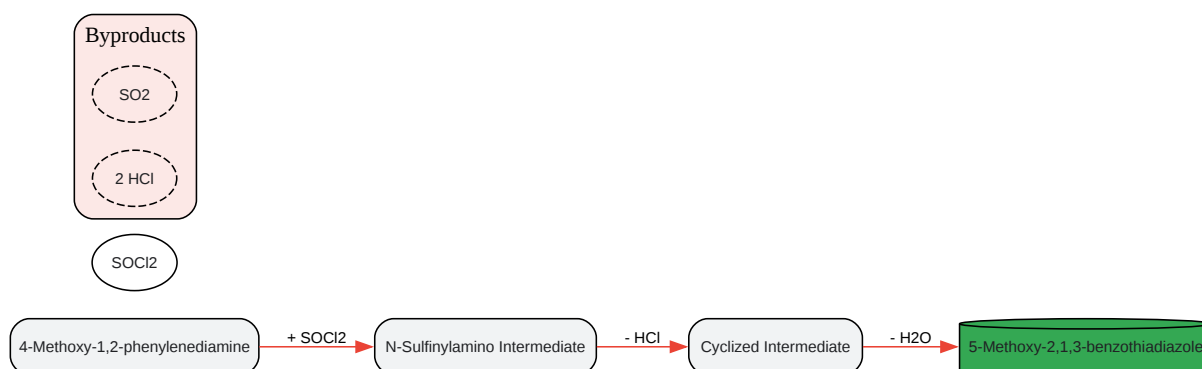 Byproducts
SO2
2 HCl
SOCl2
4-Methoxy-1,2-phenylenediamine
+ SOCl2
N-Sulfinylamino Intermediate
- HCl
Cyclized Intermediate
- H2O
5-Methoxy-2,1,3-benzothiadiazole